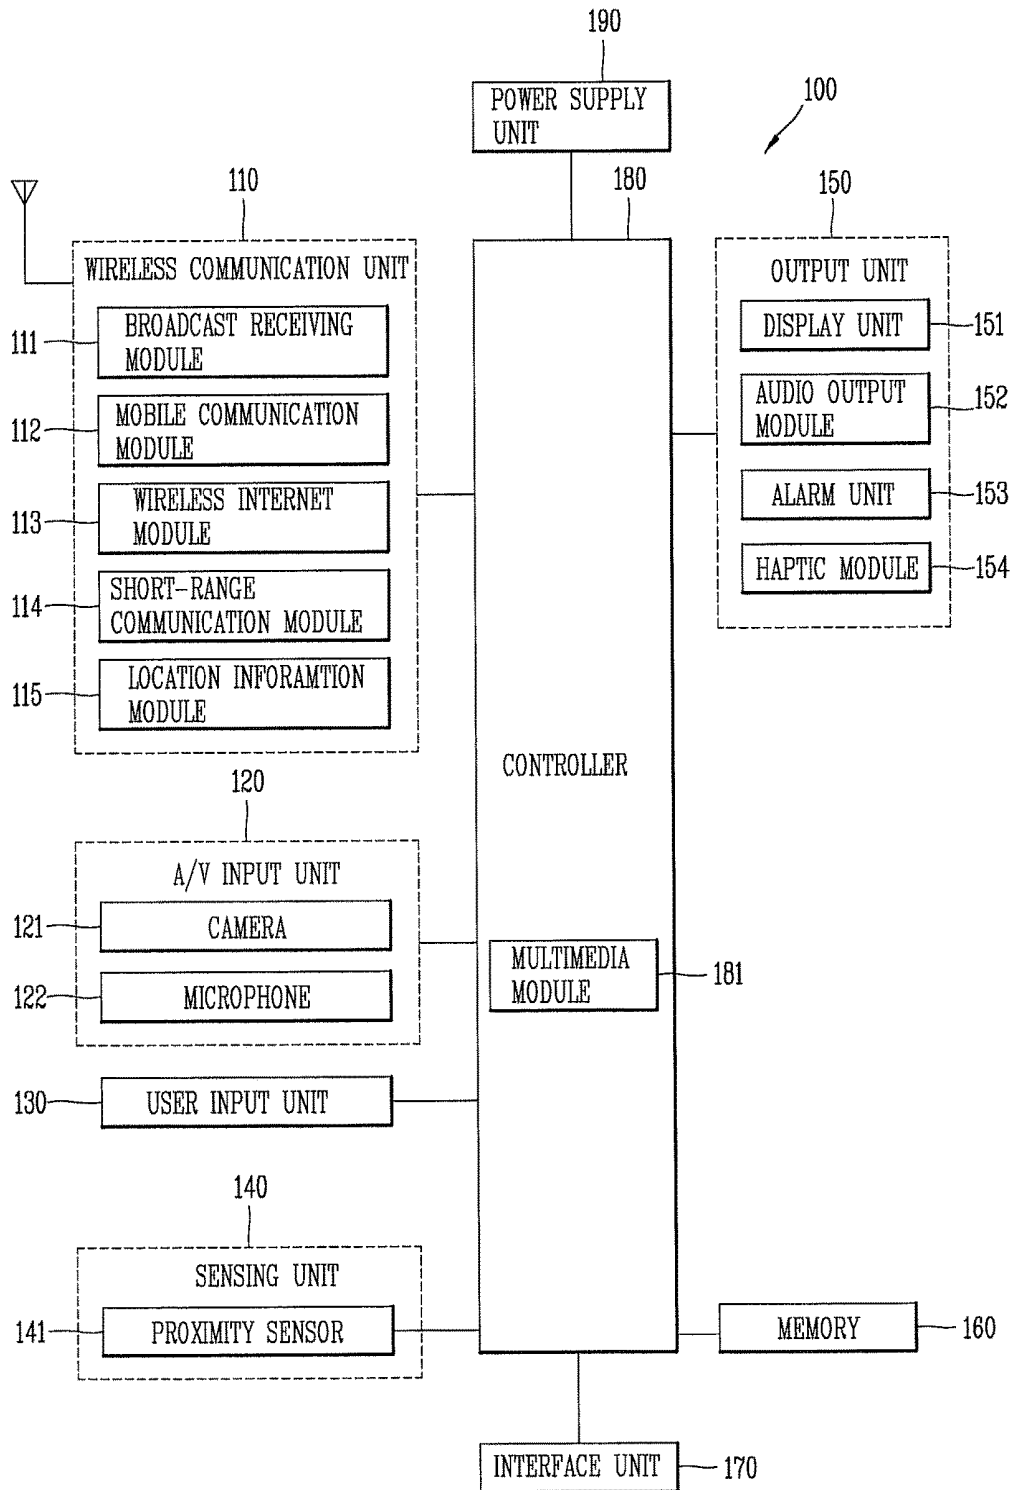 190
POWER SUPPLY
UNIT
100
110
180
150
WIRELESS COMMUNICATION UNIT
111
BROADCAST RECEIVING
MODULE
112
MOBILE COMMUNICATION
MODULE
113
WIRELESS INTERNET
MODULE
114
SHORT-RANGE
COMMUNICATION MODULE
115
LOCATION INFORAMTION
MODULE
OUTPUT UNIT
DISPLAY UNIT
151
AUDIO OUTPUT
MODULE
152
ALARM UNIT
153
HAPTIC MODULE
154
CONTROLLER
120
A/V INPUT UNIT
121
CAMERA
122
MICROPHONE
MULTIMEDIA
MODULE
181
130
USER INPUT UNIT
140
SENSING UNIT
141
PROXIMITY SENSOR
MEMORY
160
INTERFACE UNIT
170